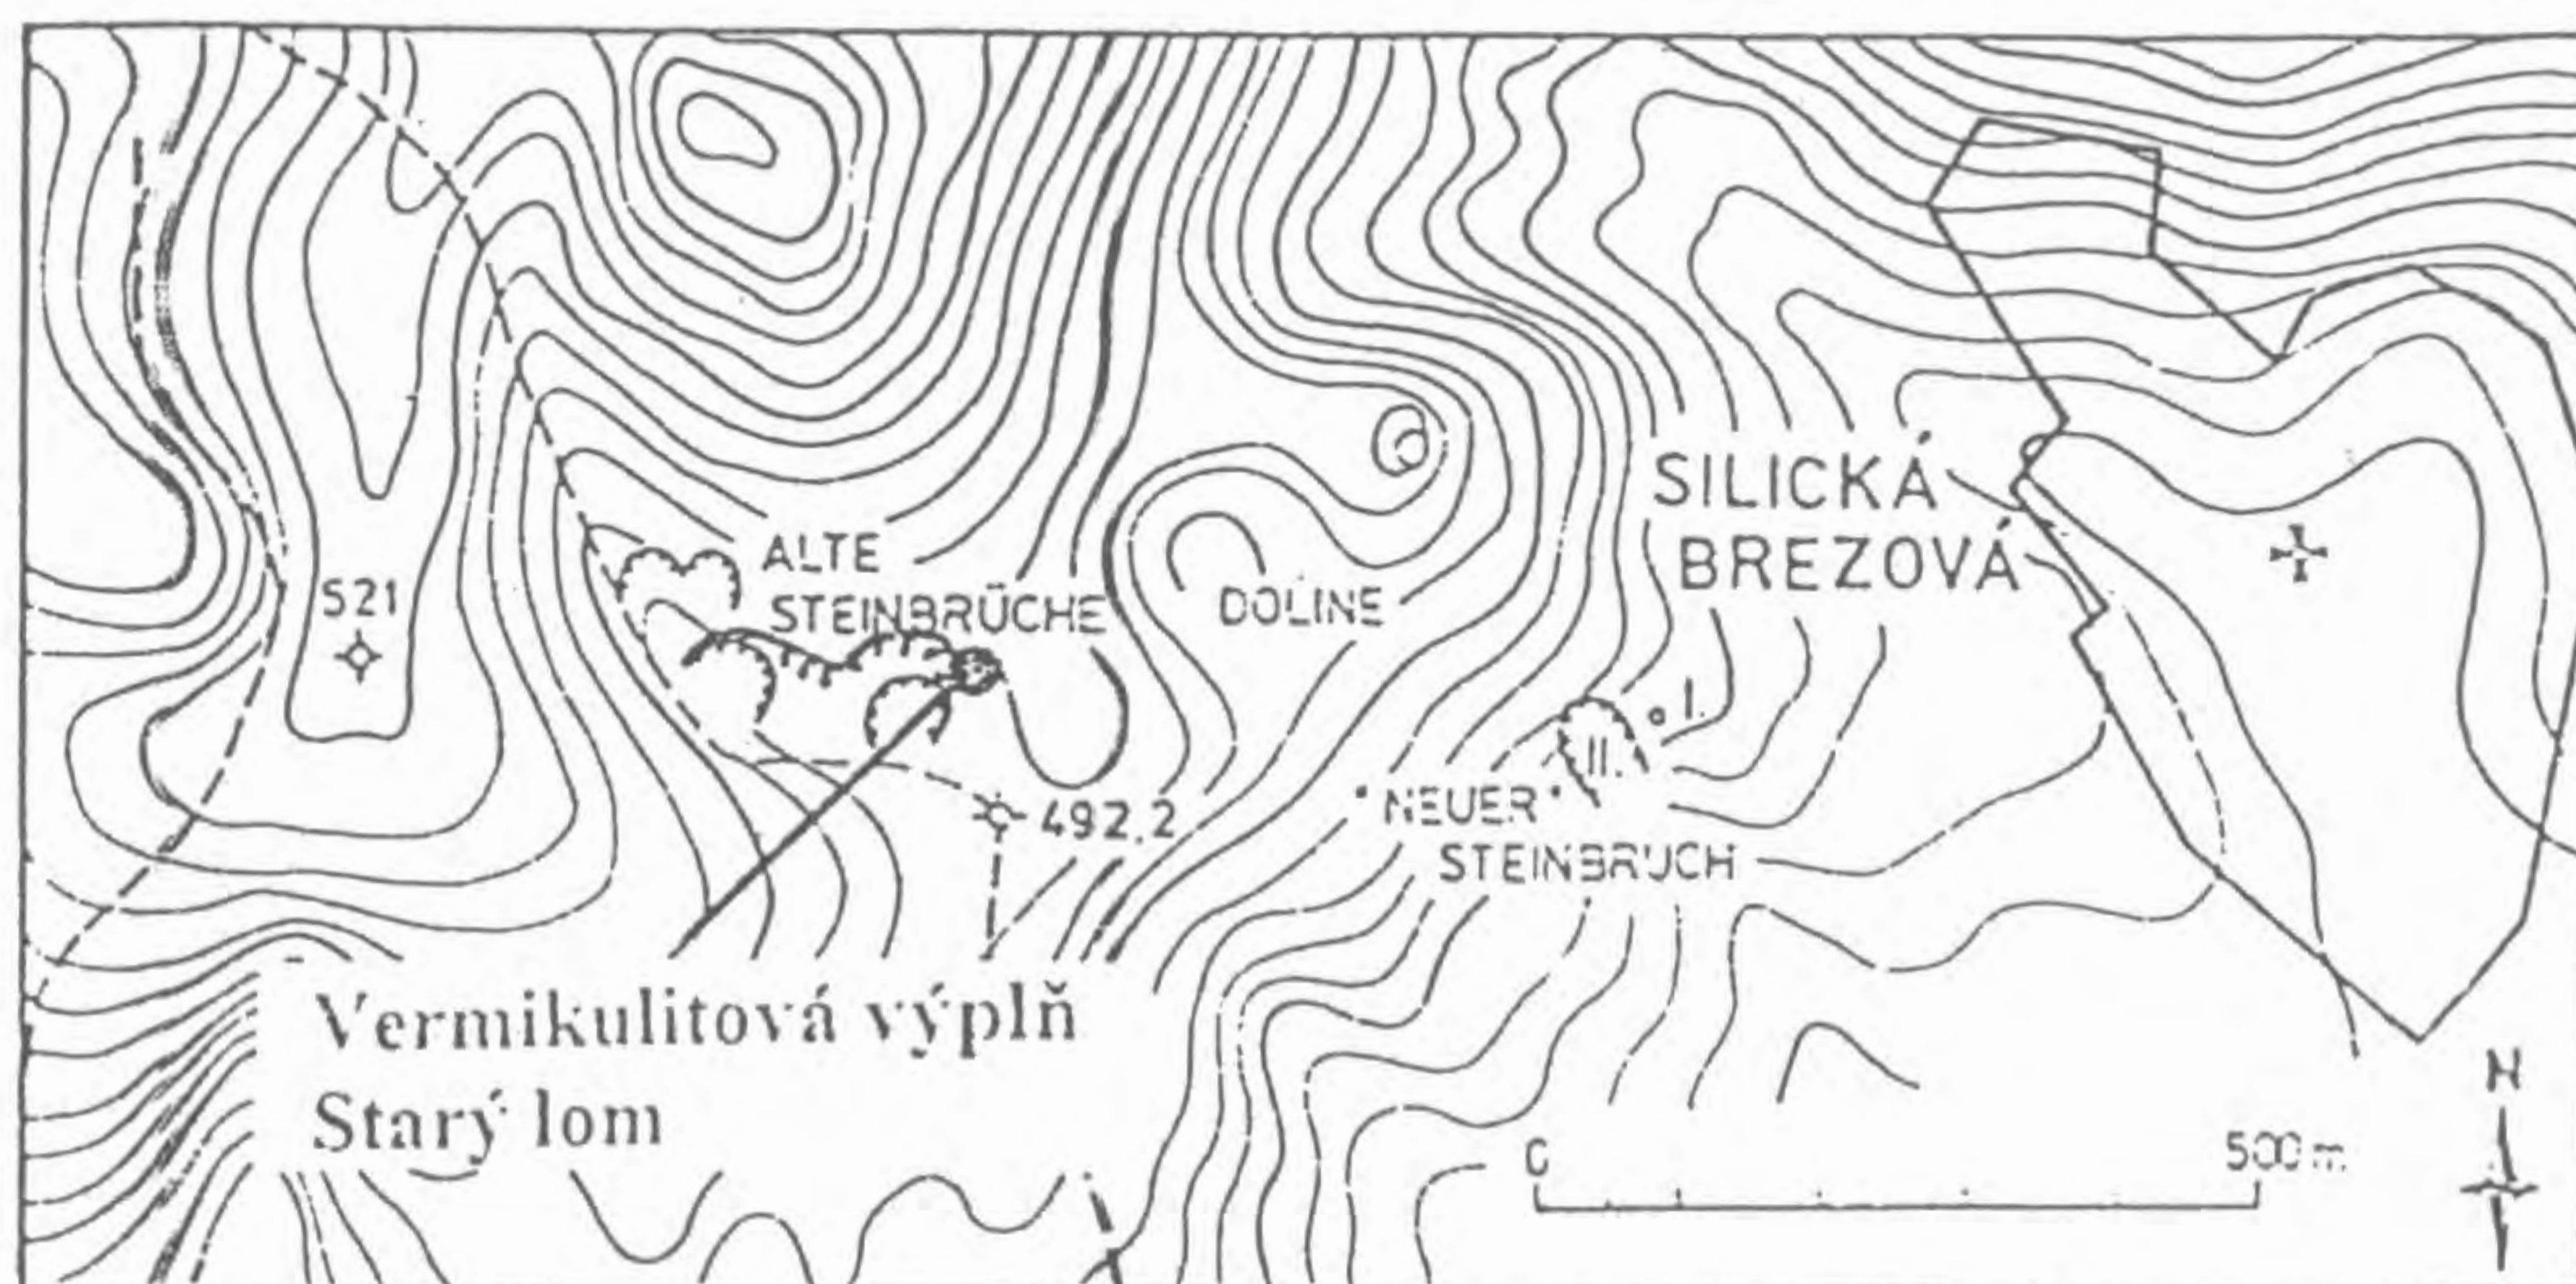 SILICKÁ
BREZOVÁ
ALTE
STEINBRÜCHE
DOLINE
521
I.
II.
"NEUER"
STEINBRUCH
492.2
Vermikulitová výplň
Starý lom
N
0 500 m